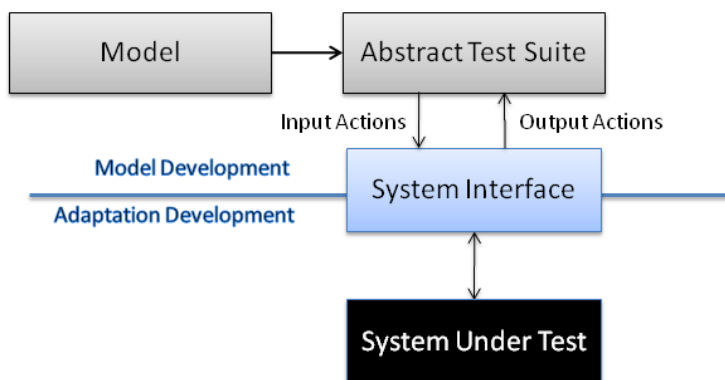 Model
Abstract Test Suite
Input Actions
Output Actions
Model Development
System Interface
Adaptation Development
System Under Test